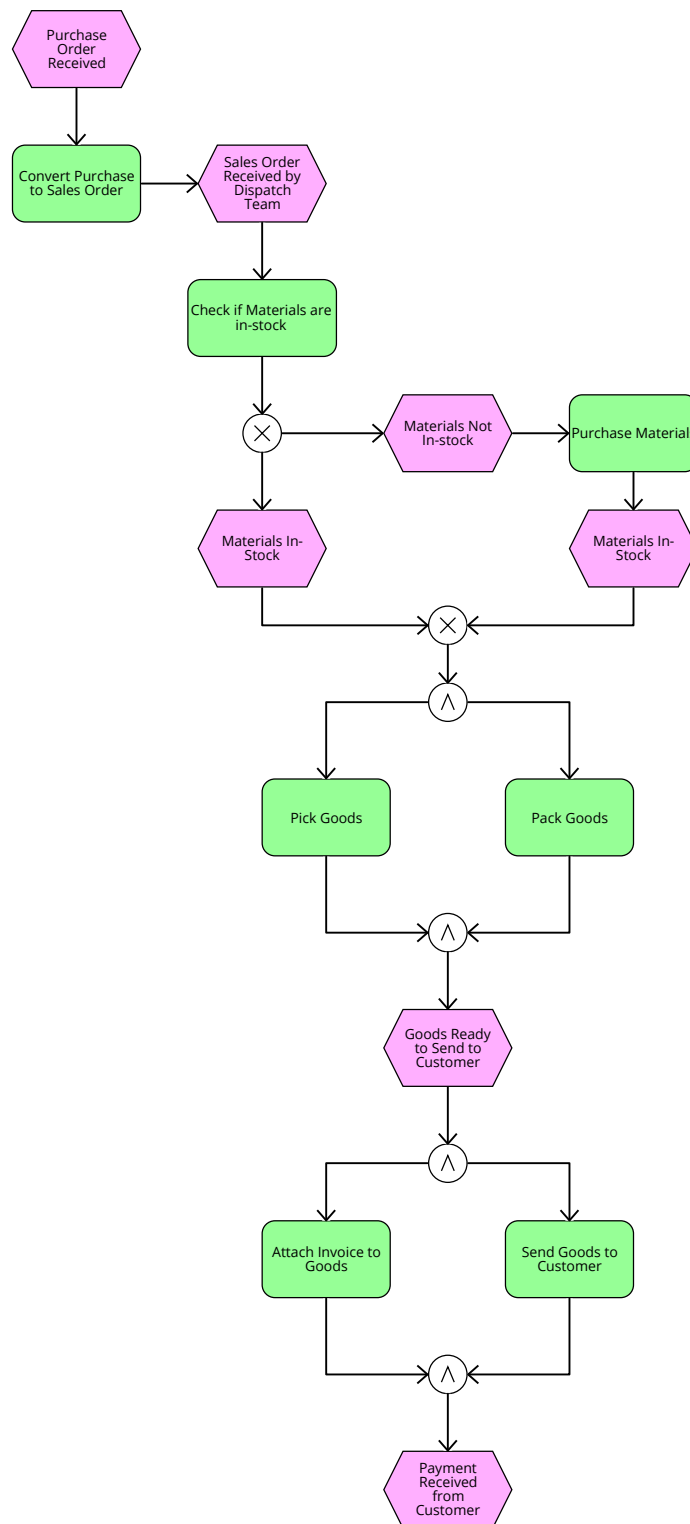 Purchase
Order
Received
Convert Purchase
to Sales Order
Sales Order
Received by
Dispatch
Team
Check if Materials are
in-stock
Materials Not
In-stock
Purchase Material
Materials In-
Stock
Materials In-
Stock
Pick Goods
Pack Goods
Goods Ready
to Send to
Customer
Attach Invoice to
Goods
Send Goods to
Customer
Payment
Received
from
Customer